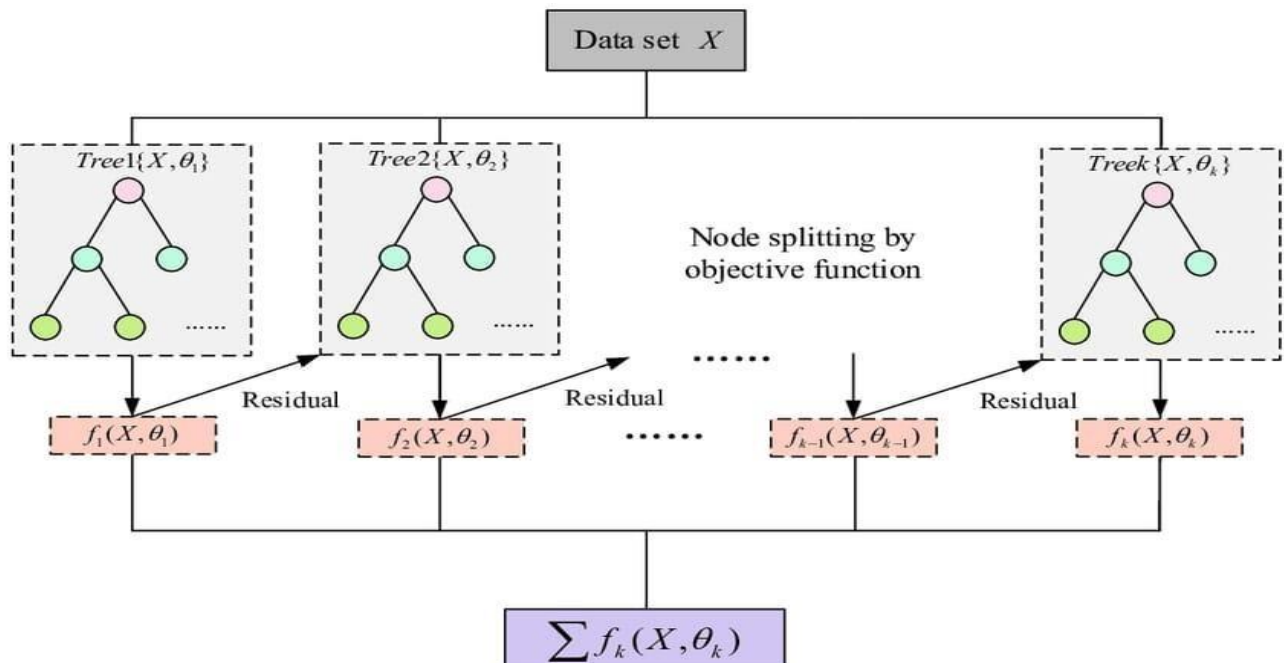 Data set X
Tree1{X,θ₁}
Tree2{X,θ₂}
Treek{X,θₖ}
Node splitting by
objective function
......
......
......
......
Residual
Residual
Residual
f₁(X,θ₁)
f₂(X,θ₂)
......
fₖ₋₁(X,θₖ₋₁)
fₖ(X,θₖ)
∑ fₖ(X,θₖ)